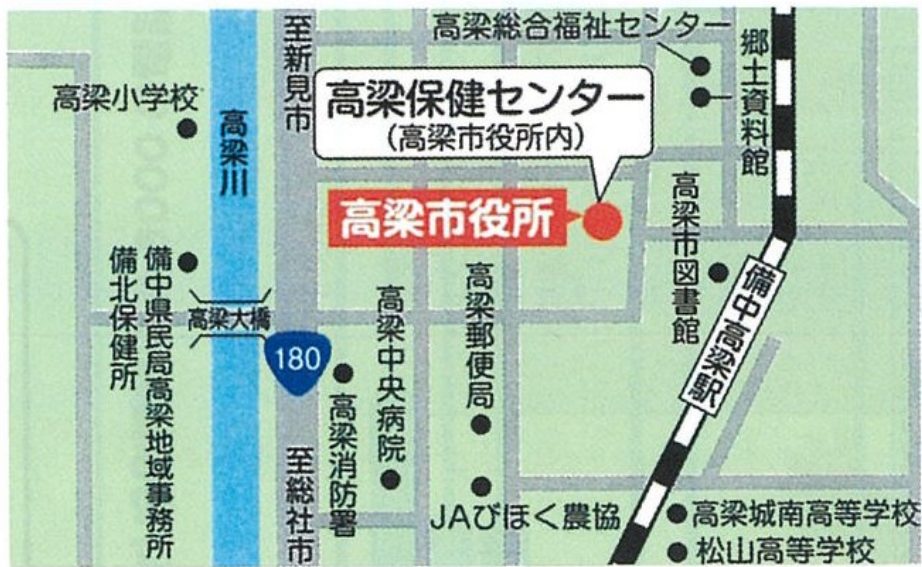 高梁総合福祉センター
至新見市
郷土資料館
高梁小学校
高梁保健センター
(高梁市役所内)
高梁川
高梁市役所
高梁市図書館
備中県民局高梁地域事務所
備北保健所
高梁大橋
180
高梁中央病院
高梁郵便局
備中高梁駅
高梁消防署
至総社市
JAびほく農協
高梁城南高等学校
松山高等学校